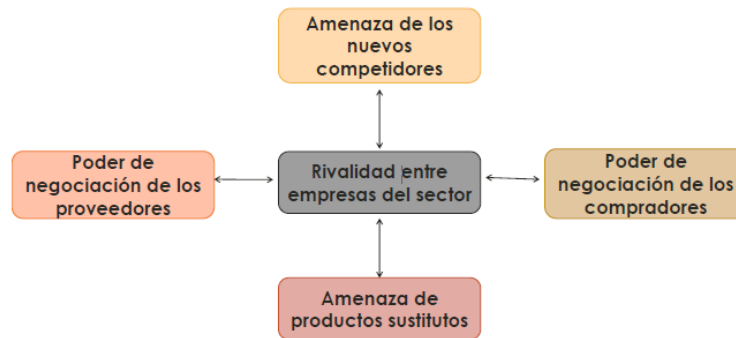 Amenaza de los
nuevos
competidores
Poder de
negociación de los
proveedores
Rivalidad entre
empresas del sector
Poder de
negociación de los
compradores
Amenaza de
productos sustitutos